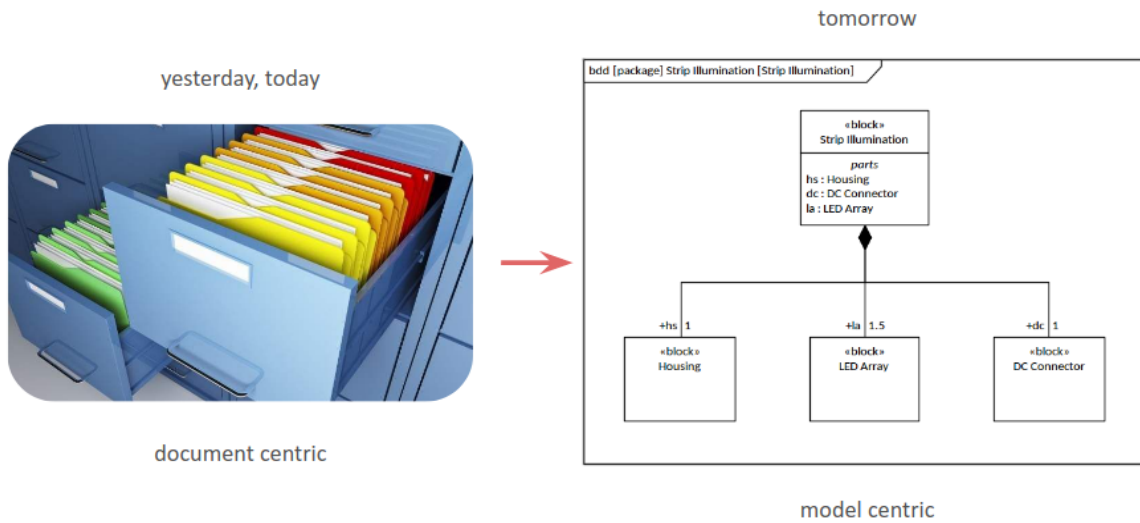 yesterday, today
document centric
tomorrow
bdd [package] Strip Illumination [Strip Illumination]
«block»
Strip Illumination
parts
hs : Housing
dc : DC Connector
la : LED Array
+hs 1
+la 1.5
+dc 1
«block»
Housing
«block»
LED Array
«block»
DC Connector
model centric